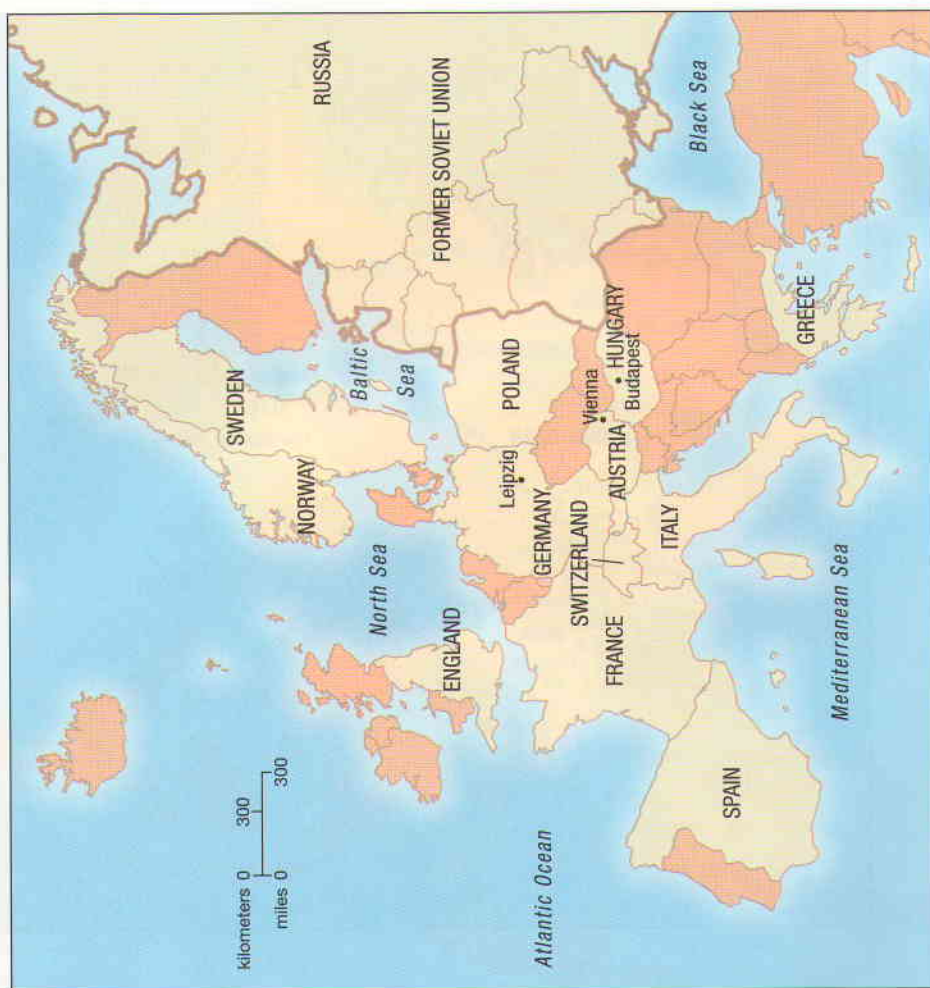 kilometers 0 300
miles 0 300
Atlantic Ocean
North Sea
Baltic
Sea
Black Sea
Mediterranean Sea
NORWAY
SWEDEN
RUSSIA
FORMER SOVIET UNION
ENGLAND
GERMANY
Leipzig
POLAND
FRANCE
SWITZERLAND
AUSTRIA
Vienna
HUNGARY
Budapest
ITALY
SPAIN
GREECE